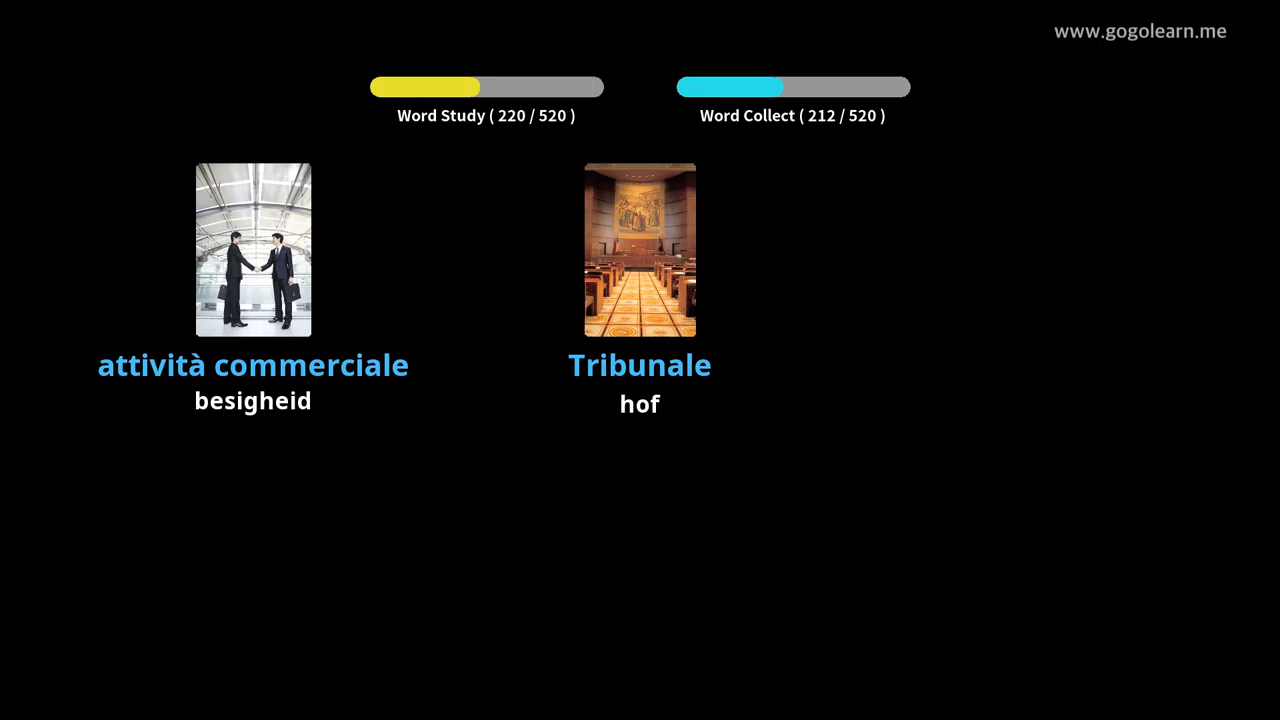 www.gogolearn.me
Word Study ( 220 / 520 )
Word Collect ( 212 / 520 )
attività commerciale
besigheid
Tribunale
hof